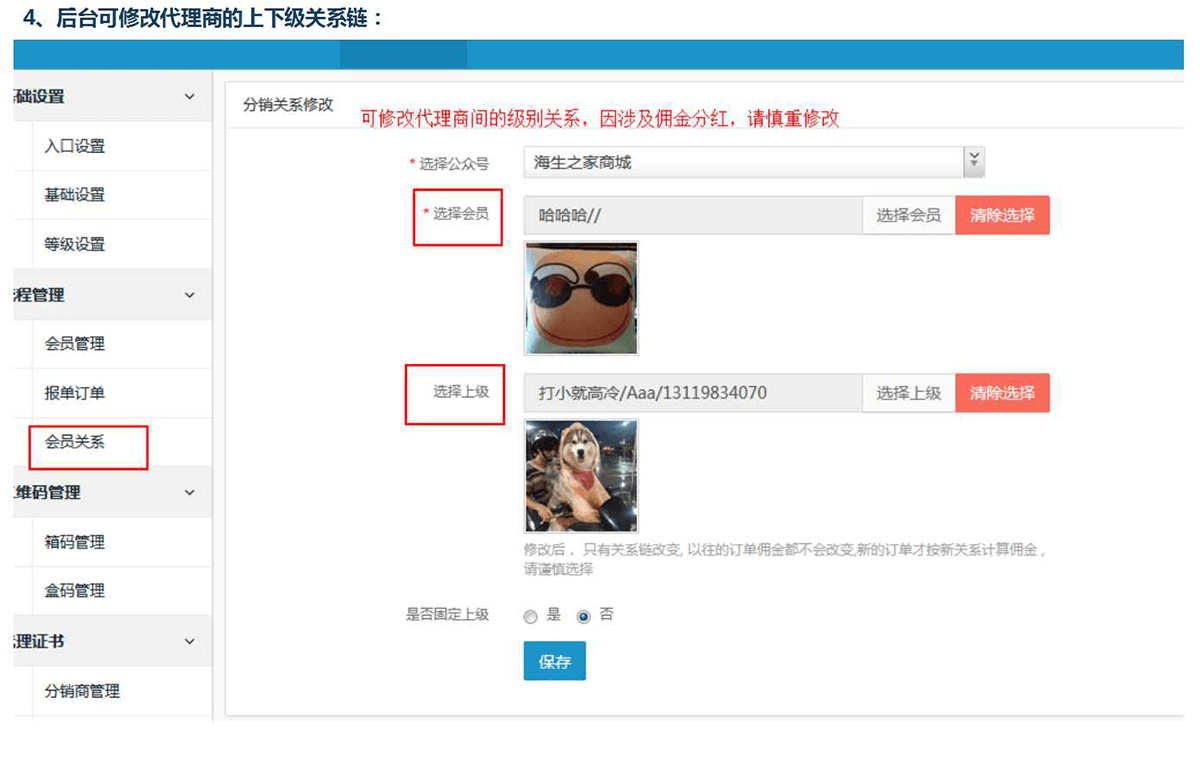 4、后台可修改代理商的上下级关系链：
础设置
入口设置
基础设置
等级设置
程管理
会员管理
报单订单
会员关系
维码管理
箱码管理
盒码管理
理证书
分销商管理
分销关系修改
可修改代理商间的级别关系，因涉及佣金分红，请慎重修改
* 选择公众号
海生之家商城
* 选择会员
哈哈哈//
选择会员
清除选择
选择上级
打小就高冷/Aaa/13119834070
选择上级
清除选择
修改后，只有关系链改变, 以往的订单佣金都不会改变,新的订单才按新关系计算佣金，
请谨慎选择
是否固定上级
是
否
保存